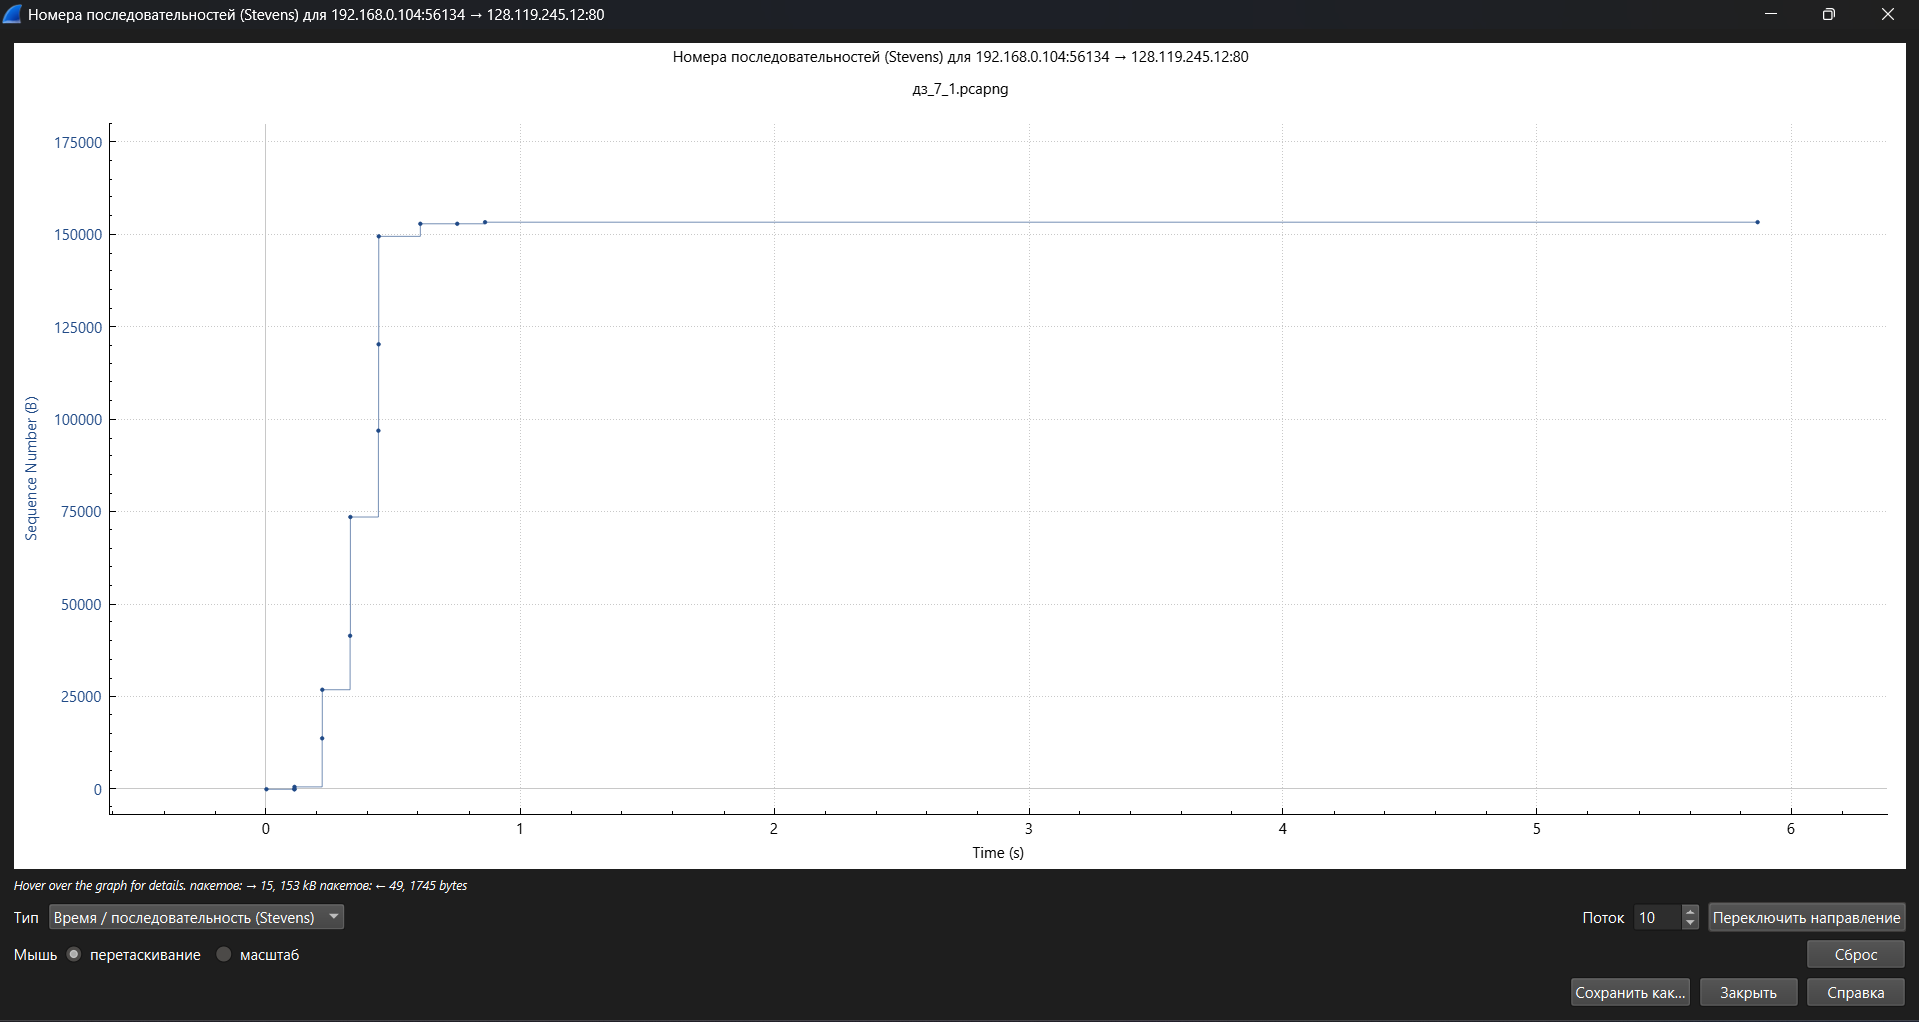 Номера последовательности (Stevens) для 192.168.0.104:56134 → 128.119.245.12:80
Номера последовательностей (Stevens) для 192.168.0.104:56134 → 128.119.245.12:80
дз_7_1.pcapng
175000
150000
125000
100000
75000
50000
25000
0
Sequence Number (B)
0 1 2 3 4 5 6
Time (s)
Hover over the graph for details. пакетов: → 15, 153 kB пакетов: ← 49, 1745 bytes
Тип Время / последовательность (Stevens) Поток 10 Переключить направление
Мышь перетаскивание масштаб Сброс
Сохранить как... Закрыть Справка